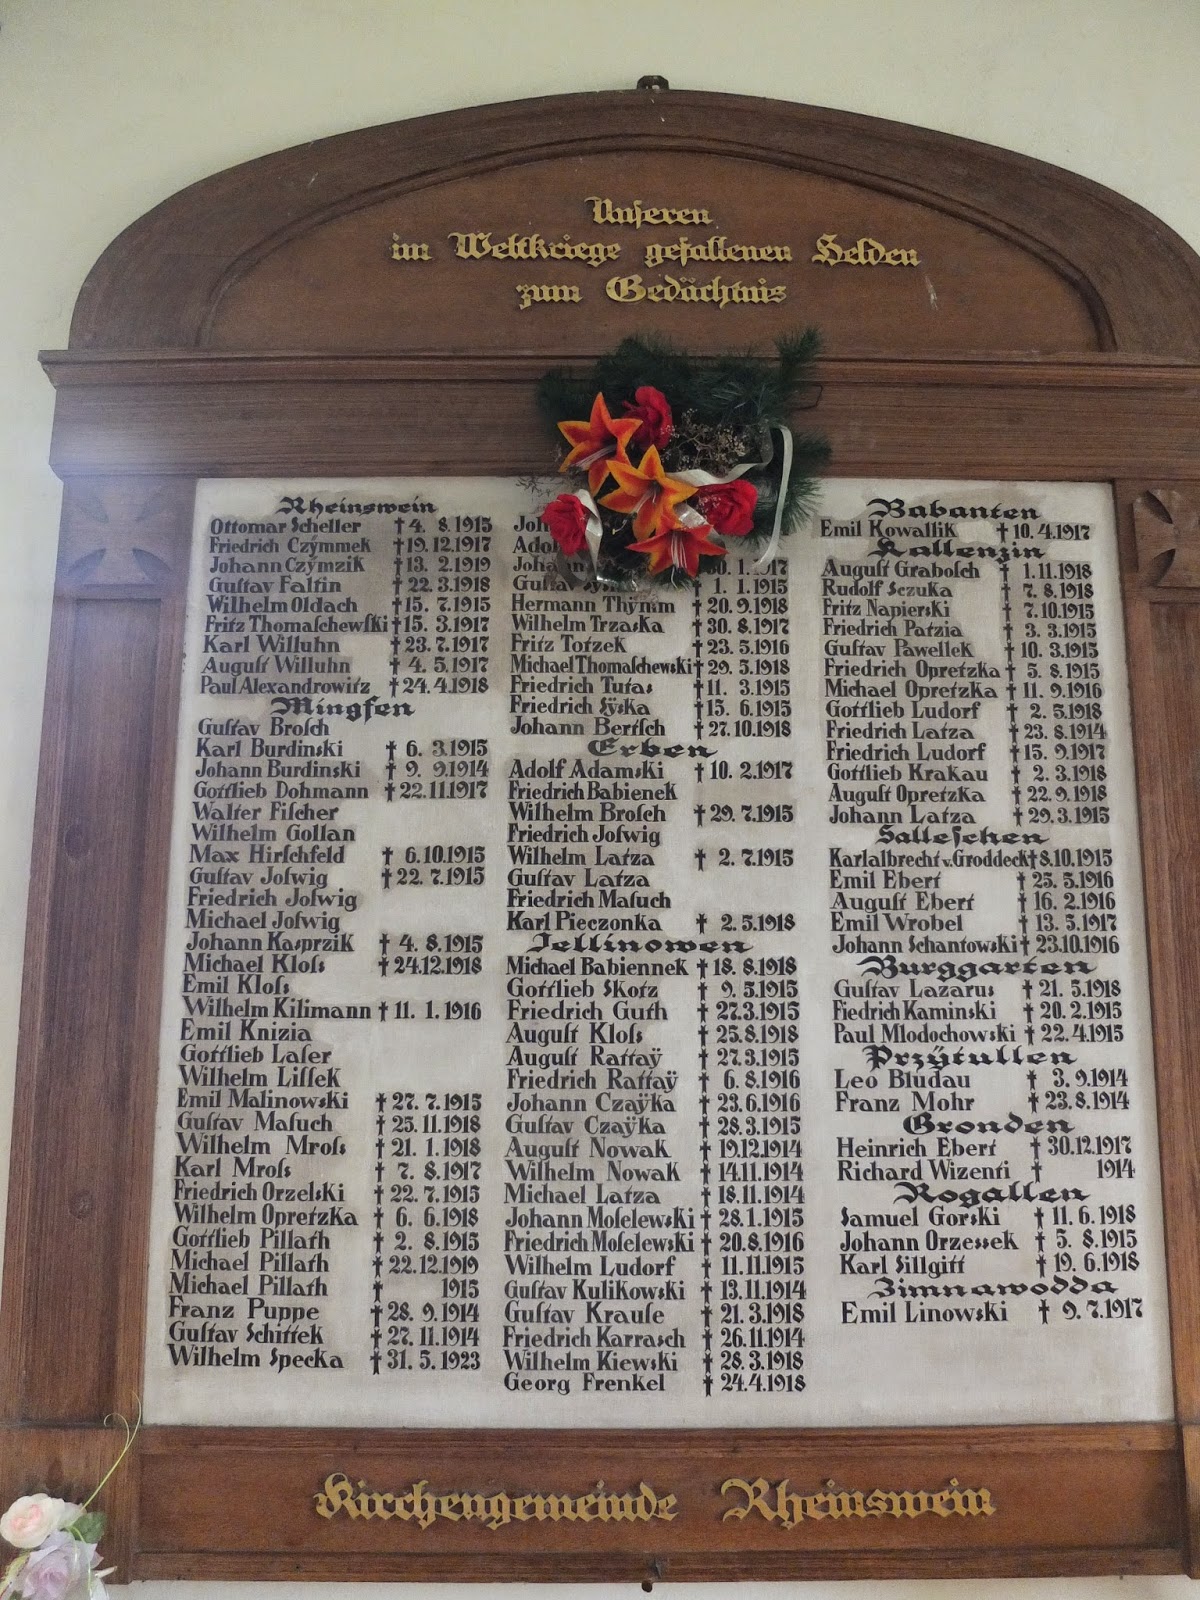 Unseren
im Weltkriege gefallenen Helden
zum Gedächtnis
Rheinswein
Ottomar Scheller † 4. 8.1915
Friedrich Czÿmmek † 19.12.1917
Johann Czÿmzik † 13. 2.1919
Guſtav Faltin † 22.3.1918
Wilhelm Oldach † 15. 7.1915
Fritz Thomaſchewſki † 15. 3.1917
Karl Willuhn † 23.7.1917
Auguſt Willuhn † 4. 5.1917
Paul Alexandrowitz † 24.4.1918
Mingfen
Guſtav Broſch
Karl Burdinski † 6. 3.1915
Johann Burdinski † 9. 9.1914
Gottlieb Dohmann † 22.11.1917
Walter Fiſcher
Wilhelm Gollan
Max Hirſchfeld † 6.10.1915
Guſtav Joſwig † 22. 7.1915
Friedrich Joſwig
Michael Joſwig
Johann Kasprzik † 4. 8.1915
Michael Kloſs † 24.12.1918
Emil Kloſs
Wilhelm Kilimann † 11. 1. 1916
Emil Knizia
Gottlieb Laſer
Wilhelm Liſſek
Emil Malinowski † 27. 7.1915
Guſtav Maſuch † 25.11.1918
Wilhelm Mroſs † 21. 1. 1918
Karl Mroſs † 7. 8.1917
Friedrich Orzelſki † 22. 7.1915
Wilhelm Opretzka † 6. 6.1918
Gottlieb Pillath † 2. 8.1915
Michael Pillath † 22.12.1919
Michael Pillath † 1915
Franz Puppe † 28. 9.1914
Guſtav Schittek † 27. 11.1914
Wilhelm Specka † 31. 5. 1923
1. 1.1915
Hermann Thÿmm † 20. 9.1918
Wilhelm Trzaska † 30. 8.1917
Fritz Totzek † 23. 5.1916
Michael Thomaſchewski † 29. 5.1918
Friedrich Tutas † 11. 3.1915
Friedrich Lÿska † 15. 6.1915
Johann Bertſch † 27.10.1918
Erben
Adolf Adamski † 10. 2.1917
Friedrich Babienek
Wilhelm Broſch † 29. 7.1915
Friedrich Joſwig
Wilhelm Latza † 2. 7.1915
Guſtav Latza
Friedrich Maſuch
Karl Pieczonka † 2. 5.1918
Jellinowen
Michael Babiennek † 18. 8.1918
Gottlieb Skotz † 9. 5.1915
Friedrich Guth † 27.3.1915
Auguſt Kloſs † 25.8.1918
Auguſt Rattaÿ † 27.3.1915
Friedrich Rattaÿ † 6. 8.1916
Johann Czaÿka † 23.6.1916
Guſtav Czaÿka † 28.3.1915
Auguſt Nowak † 19.12.1914
Wilhelm Nowak † 14.11.1914
Michael Latza † 18.11.1914
Johann Moſelewski † 28.1.1915
Friedrich Moſelewski † 20.8.1916
Wilhelm Ludorf † 11.11.1915
Guſtav Kulikowski † 13.11.1914
Guſtav Krauſe † 21.3.1918
Friedrich Karrasch † 26.11.1914
Wilhelm Kiewski † 28.3.1918
Georg Frenkel † 24.4.1918
Babanten
Emil Kowallik † 10. 4.1917
Kallenzin
Auguſt Graboſch † 1.11.1918
Rudolf Sczuka † 7. 8.1918
Fritz Napierski † 7.10.1915
Friedrich Patzia † 3. 3.1915
Guſtav Pawellek † 10. 3.1915
Friedrich Opretzka † 5. 8.1915
Michael Opretzka † 11. 9.1916
Gottlieb Ludorf † 2. 5.1918
Friedrich Latza † 23. 8.1914
Friedrich Ludorf † 15. 9.1917
Gottlieb Krakau † 2. 3.1918
Auguſt Opretzka † 22. 9.1918
Johann Latza † 29. 3.1915
Salleſchen
Karlalbrecht v. Groddeck † 8.10.1915
Emil Ebert † 25. 5.1916
Auguſt Ebert † 16. 2.1916
Emil Wrobel † 13. 5.1917
Johann Schantowski † 23.10.1916
Burggarten
Guſtav Lazarus † 21. 5.1918
Fiedrich Kaminski † 20. 2.1915
Paul Mlodochowski † 22. 4.1915
Przÿtullen
Leo Bludau † 3. 9.1914
Franz Mohr † 23. 8.1914
Gronden
Heinrich Ebert † 30.12.1917
Richard Wizenti † 1914
Rogallen
Samuel Gorski † 11. 6. 1918
Johann Orzessek † 5. 8.1915
Karl Sillgitt † 19. 6.1918
Zimnawodda
Emil Linowski † 9. 7.1917
Kirchengemeinde Rheinswein